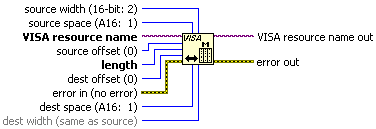 source width (16-bit: 2)
source space (A16: 1)
VISA resource name
source offset (0)
length
dest offset (0)
error in (no error)
dest space (A16: 1)
dest width (same as source)
VISA
M
VISA resource name out
error out